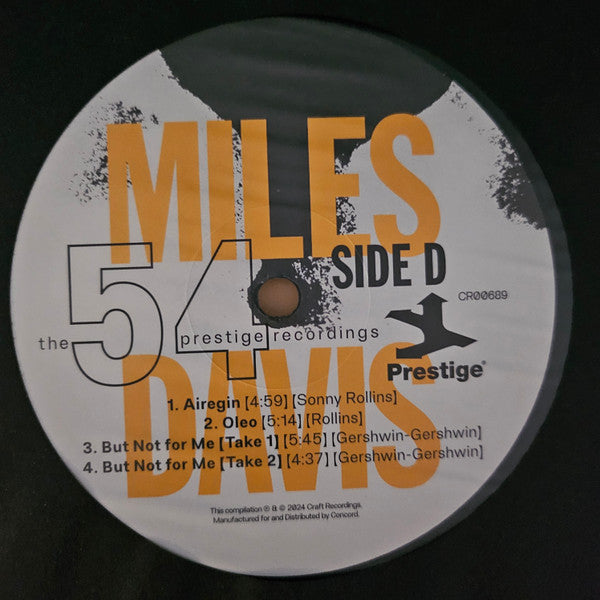 MILES
SIDE D
CR00689
the 54 prestige recordings
Prestige®
DAVIS
1. Airegin [4:59] [Sonny Rollins]
2. Oleo [5:14] [Rollins]
3. But Not for Me [Take 1] [5:45] [Gershwin-Gershwin]
4. But Not for Me [Take 2] [4:37] [Gershwin-Gershwin]
This compilation ℗ & © 2024 Craft Recordings.
Manufactured for and Distributed by Concord.